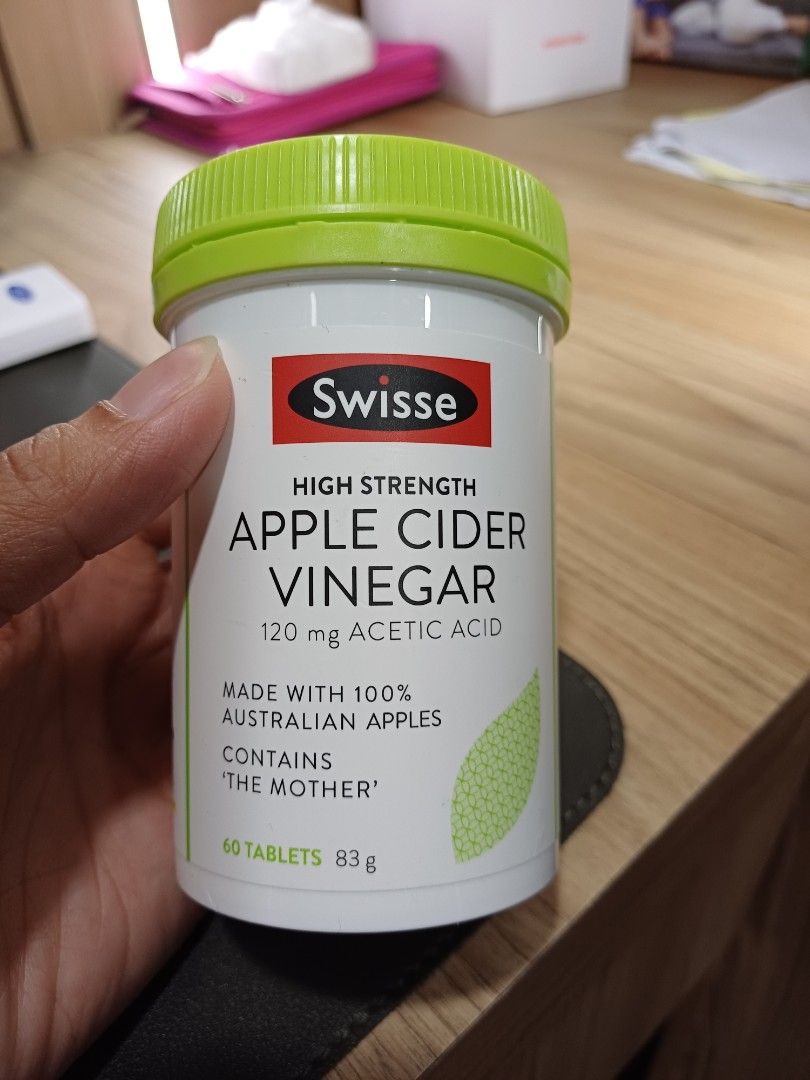 Swisse
HIGH STRENGTH
APPLE CIDER
VINEGAR
120 mg ACETIC ACID
MADE WITH 100%
AUSTRALIAN APPLES
CONTAINS
‘THE MOTHER’
60 TABLETS 83 g